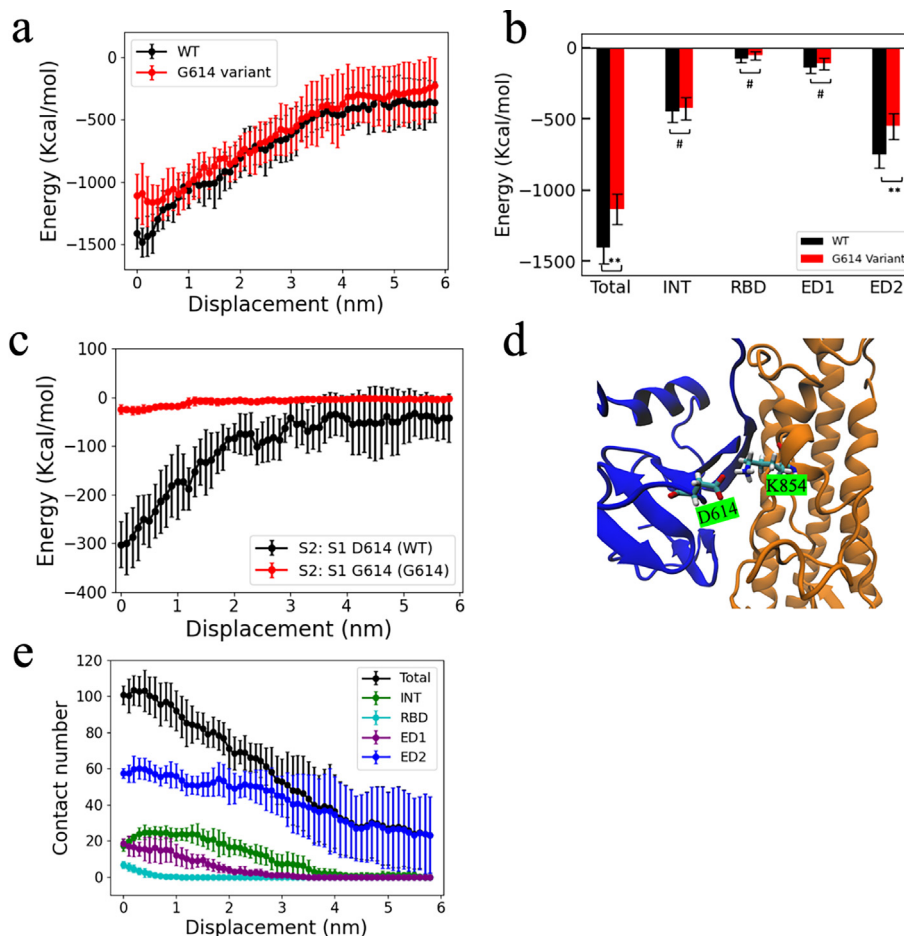 a
WT
G614 variant
0
−500
−1000
−1500
Energy (Kcal/mol)
0 1 2 3 4 5 6
Displacement (nm)
b
0
−500
−1000
−1500
Energy (Kcal/mol)
#
#
#
**
**
WT
G614 Variant
Total INT RBD ED1 ED2
c
100
0
−100
−200
−300
−400
Energy (Kcal/mol)
S2: S1 D614 (WT)
S2: S1 G614 (G614)
0 1 2 3 4 5 6
Displacement (nm)
d
D614
K854
e
120
100
80
60
40
20
0
Contact number
Total
INT
RBD
ED1
ED2
0 1 2 3 4 5 6
Displacement (nm)